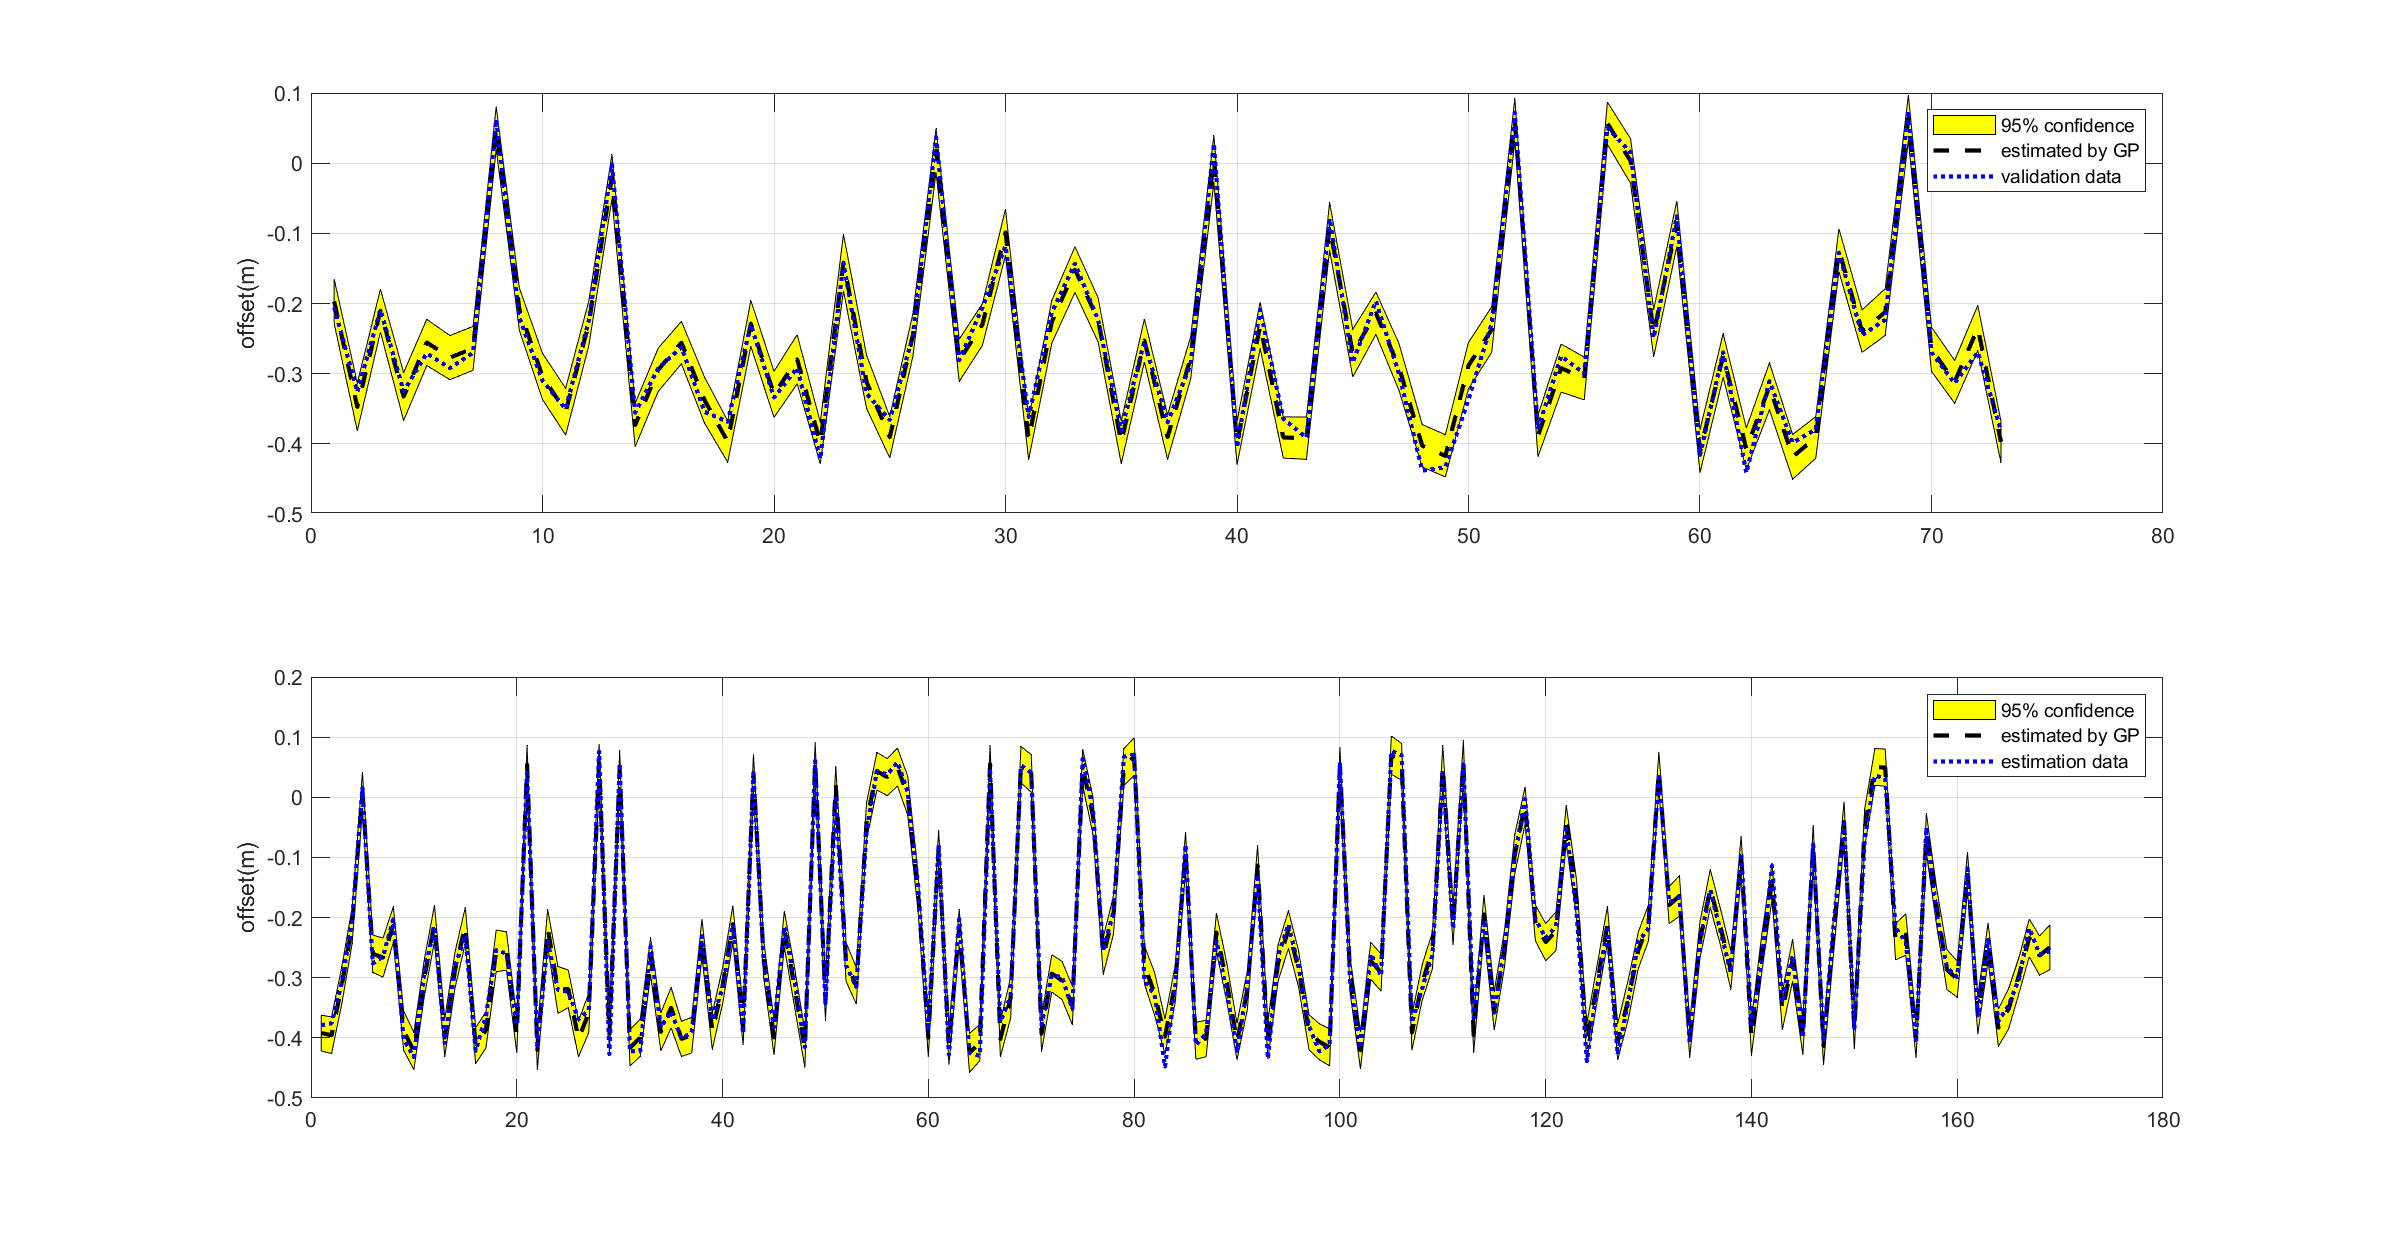 0.1
0
-0.1
-0.2
-0.3
-0.4
-0.5
offset(m)
95% confidence
estimated by GP
validation data
0 10 20 30 40 50 60 70 80
0.2
0.1
0
-0.1
-0.2
-0.3
-0.4
-0.5
offset(m)
95% confidence
estimated by GP
estimation data
0 20 40 60 80 100 120 140 160 180